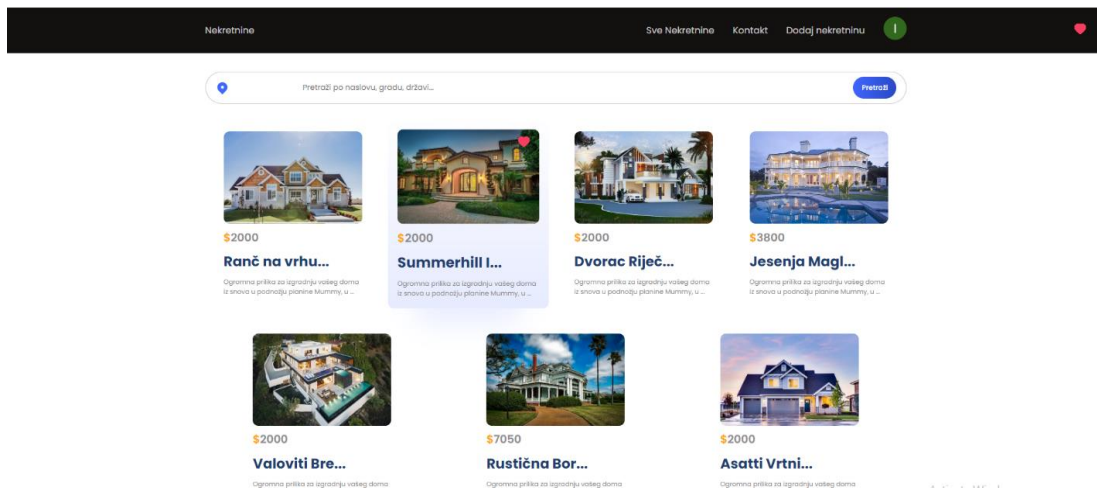 Nekretnine
Sve Nekretnine Kontakt Dodaj nekretninu I
Pretraži po naslovu, gradu, državi...
Pretraži
$2000
Ranč na vrhu...
Ogromna prilika za izgradnju vašeg doma
iz snova u podnožju planine Mummy, u ...
$2000
Summerhill I...
Ogromna prilika za izgradnju vašeg doma
iz snova u podnožju planine Mummy, u ...
$2000
Dvorac Riječ...
Ogromna prilika za izgradnju vašeg doma
iz snova u podnožju planine Mummy, u ...
$3800
Jesenja Magl...
Ogromna prilika za izgradnju vašeg doma
iz snova u podnožju planine Mummy, u ...
$2000
Valoviti Bre...
Ogromna prilika za izgradnju vašeg doma
$7050
Rustična Bor...
Ogromna prilika za izgradnju vašeg doma
$2000
Asatti Vrtni...
Ogromna prilika za izgradnju vašeg doma